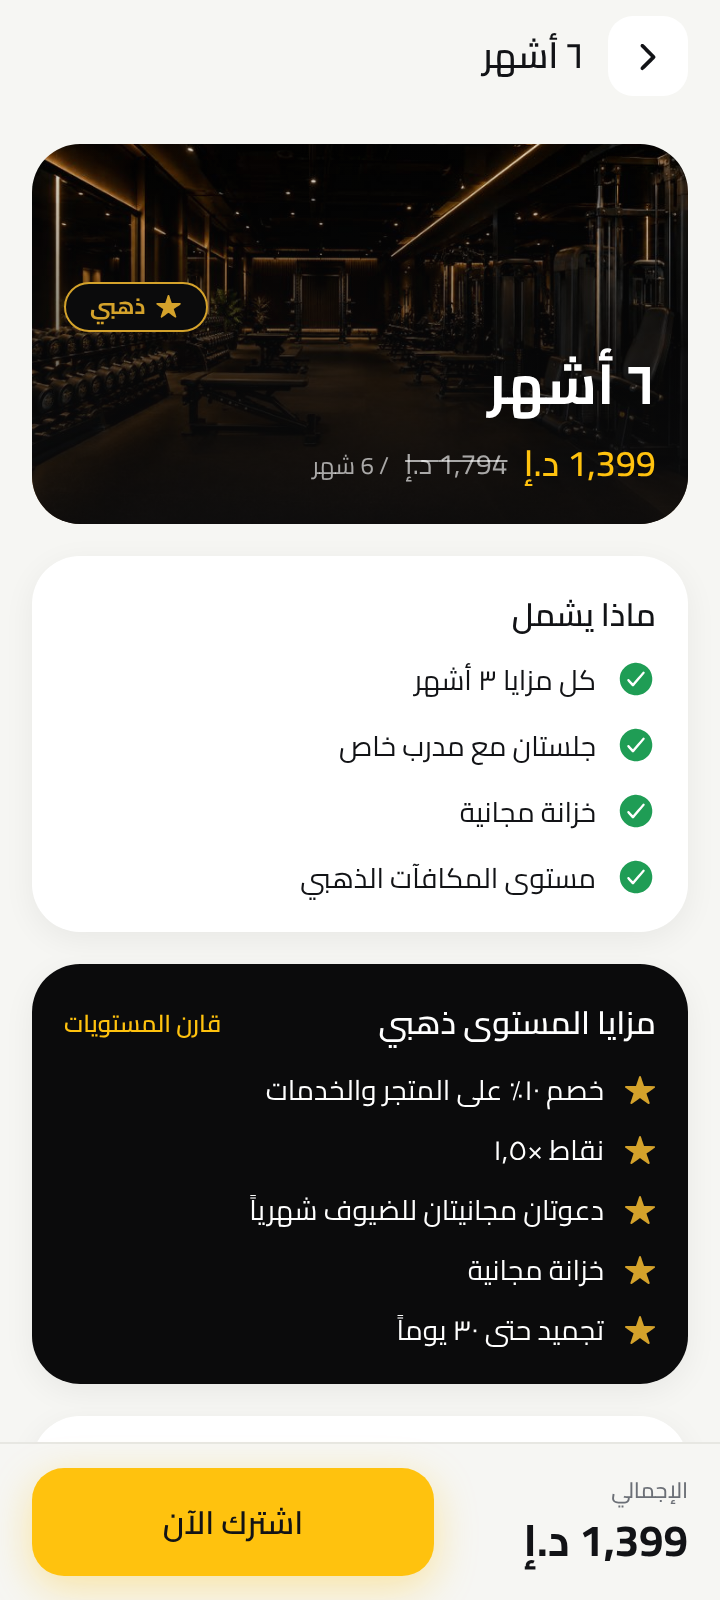 ٦ أشهر
ذهبي
٦ أشهر
1,399 د.إ 1,794 د.إ / 6 شهر
ماذا يشمل
كل مزايا ٣ أشهر
جلستان مع مدرب خاص
خزانة مجانية
مستوى المكافآت الذهبي
مزايا المستوى ذهبي قارن المستويات
خصم ١٠٪ على المتجر والخدمات
نقاط ×١,٥
دعوتان مجانيتان للضيوف شهرياً
خزانة مجانية
تجميد حتى ٣٠ يوماً
الإجمالي
1,399 د.إ
اشترك الآن